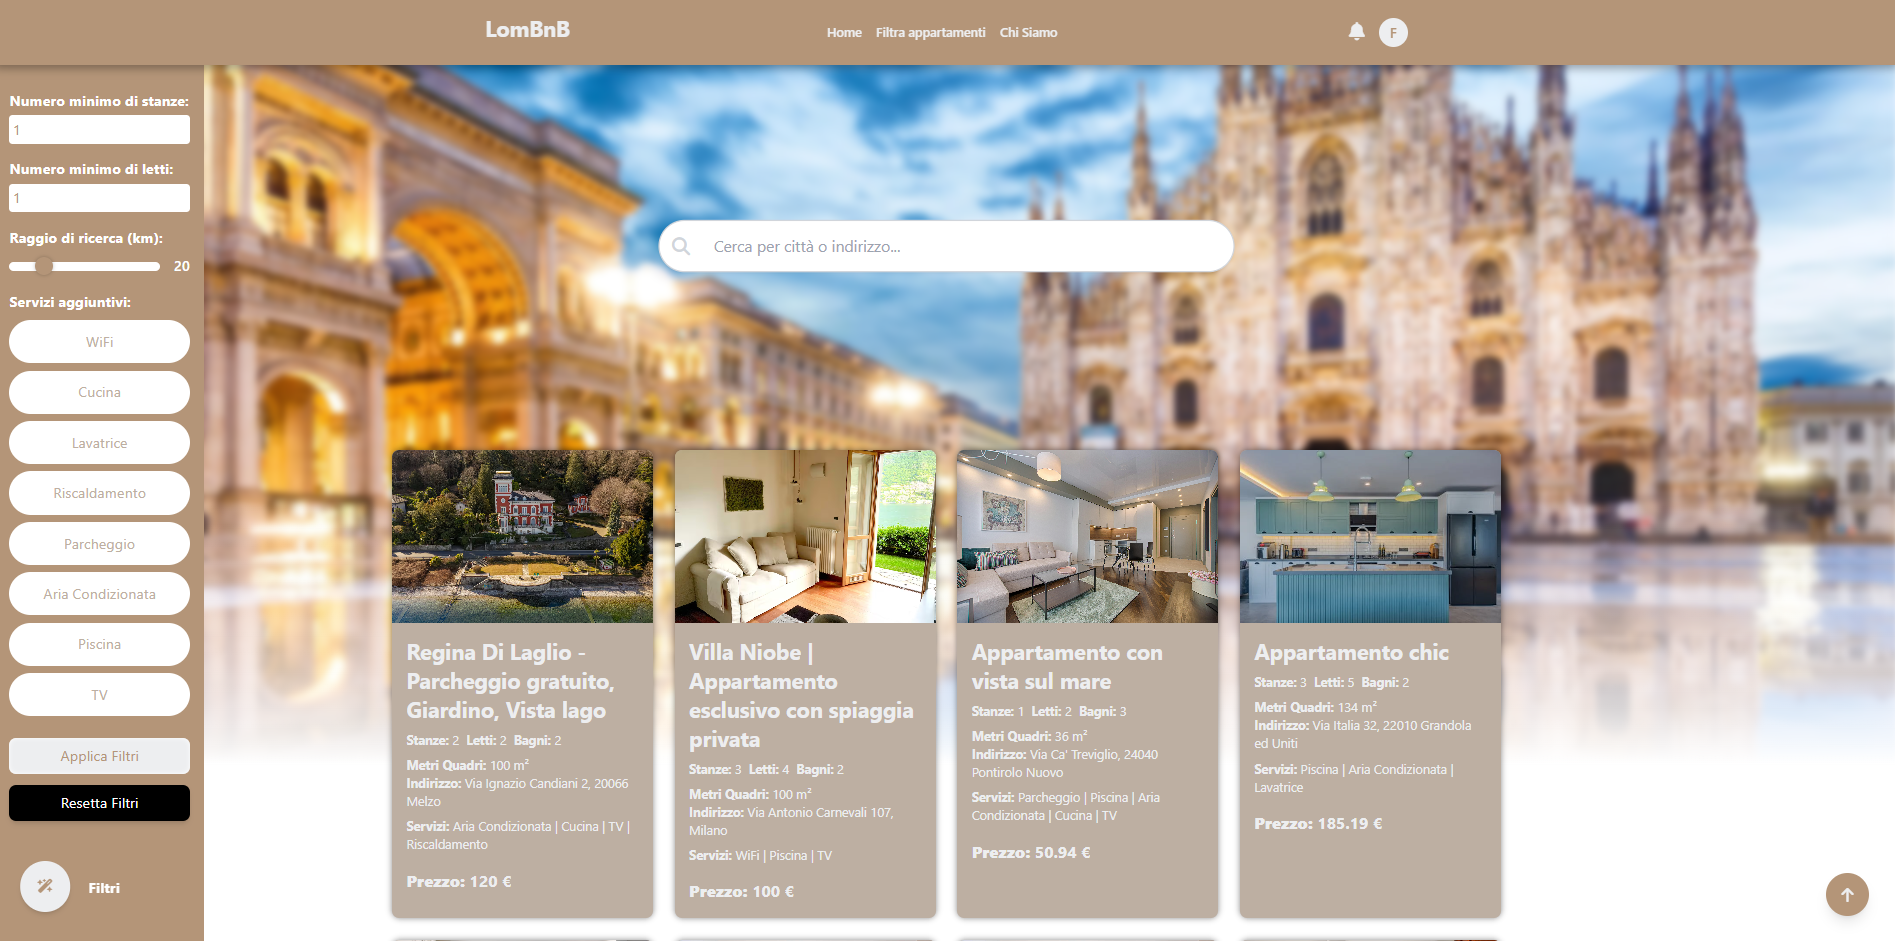 LomBnB
Home Filtra appartamenti Chi Siamo
F
Numero minimo di stanze:
1
Numero minimo di letti:
1
Raggio di ricerca (km):
20
Servizi aggiuntivi:
WiFi
Cucina
Lavatrice
Riscaldamento
Parcheggio
Aria Condizionata
Piscina
TV
Applica Filtri
Resetta Filtri
Filtri
Cerca per città o indirizzo...
Regina Di Laglio -
Parcheggio gratuito,
Giardino, Vista lago
Stanze: 2 Letti: 2 Bagni: 2
Metri Quadri: 100 m²
Indirizzo: Via Ignazio Candiani 2, 20066
Melzo
Servizi: Aria Condizionata | Cucina | TV |
Riscaldamento
Prezzo: 120 €
Villa Niobe |
Appartamento
esclusivo con spiaggia
privata
Stanze: 3 Letti: 4 Bagni: 2
Metri Quadri: 100 m²
Indirizzo: Via Antonio Carnevali 107,
Milano
Servizi: WiFi | Piscina | TV
Prezzo: 100 €
Appartamento con
vista sul mare
Stanze: 1 Letti: 2 Bagni: 3
Metri Quadri: 36 m²
Indirizzo: Via Ca' Treviglio, 24040
Pontirolo Nuovo
Servizi: Parcheggio | Piscina | Aria
Condizionata | Cucina | TV
Prezzo: 50.94 €
Appartamento chic
Stanze: 3 Letti: 5 Bagni: 2
Metri Quadri: 134 m²
Indirizzo: Via Italia 32, 22010 Grandola
ed Uniti
Servizi: Piscina | Aria Condizionata |
Lavatrice
Prezzo: 185.19 €